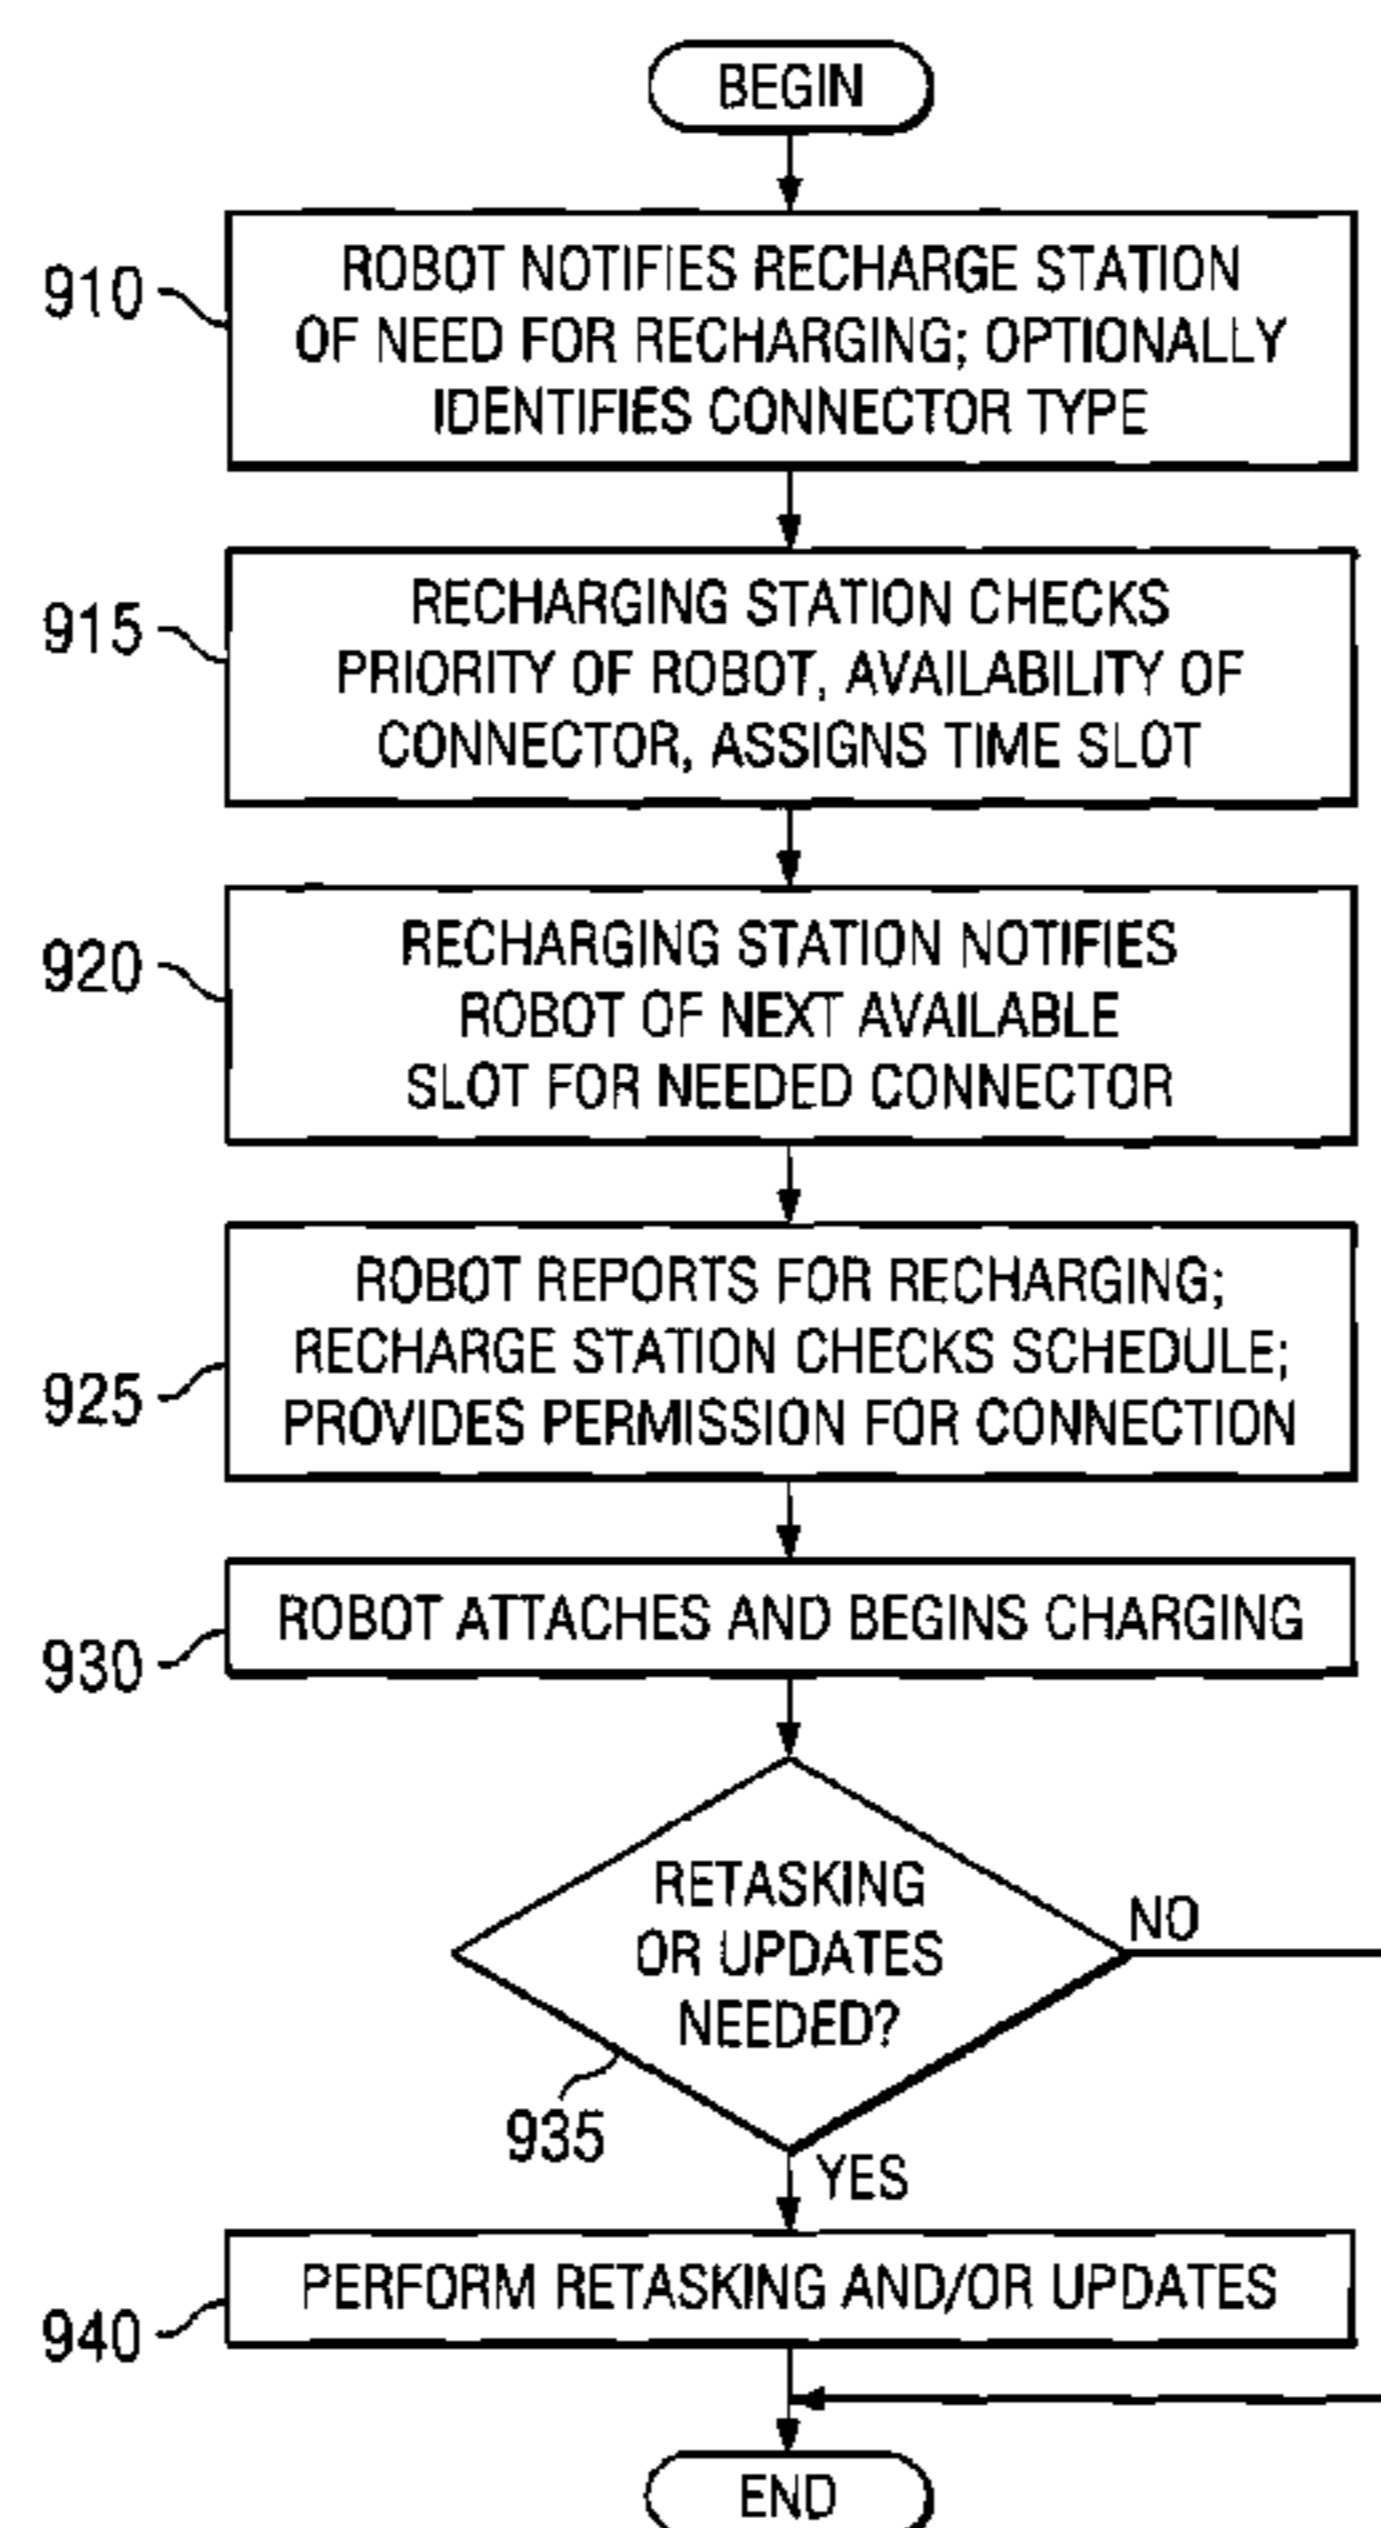 BEGIN
910
ROBOT NOTIFIES RECHARGE STATION
OF NEED FOR RECHARGING; OPTIONALLY
IDENTIFIES CONNECTOR TYPE
915
RECHARGING STATION CHECKS
PRIORITY OF ROBOT, AVAILABILITY OF
CONNECTOR, ASSIGNS TIME SLOT
920
RECHARGING STATION NOTIFIES
ROBOT OF NEXT AVAILABLE
SLOT FOR NEEDED CONNECTOR
925
ROBOT REPORTS FOR RECHARGING;
RECHARGE STATION CHECKS SCHEDULE;
PROVIDES PERMISSION FOR CONNECTION
930
ROBOT ATTACHES AND BEGINS CHARGING
RETASKING
OR UPDATES
NEEDED?
NO
935
YES
940
PERFORM RETASKING AND/OR UPDATES
END